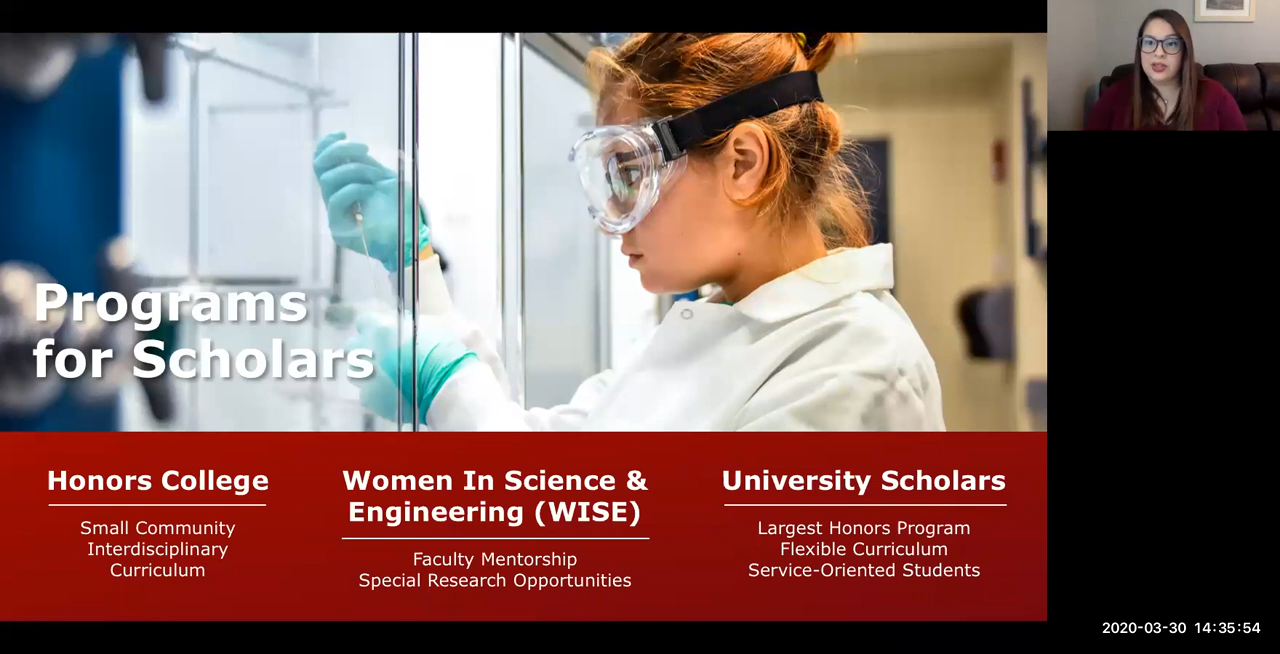 Programs
for Scholars
Honors College
Small Community
Interdisciplinary
Curriculum
Women In Science &
Engineering (WISE)
Faculty Mentorship
Special Research Opportunities
University Scholars
Largest Honors Program
Flexible Curriculum
Service-Oriented Students
2020-03-30 14:35:54